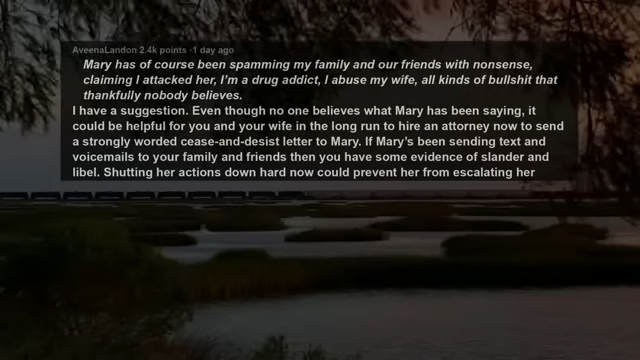 AveenaLandon 2.4k points · 1 day ago
Mary has of course been spamming my family and our friends with nonsense,
claiming I attacked her, I'm a drug addict, I abuse my wife, all kinds of bullshit that
thankfully nobody believes.
I have a suggestion. Even though no one believes what Mary has been saying, it
could be helpful for you and your wife in the long run to hire an attorney now to send
a strongly worded cease-and-desist letter to Mary. If Mary's been sending text and
voicemails to your family and friends then you have some evidence of slander and
libel. Shutting her actions down hard now could prevent her from escalating her